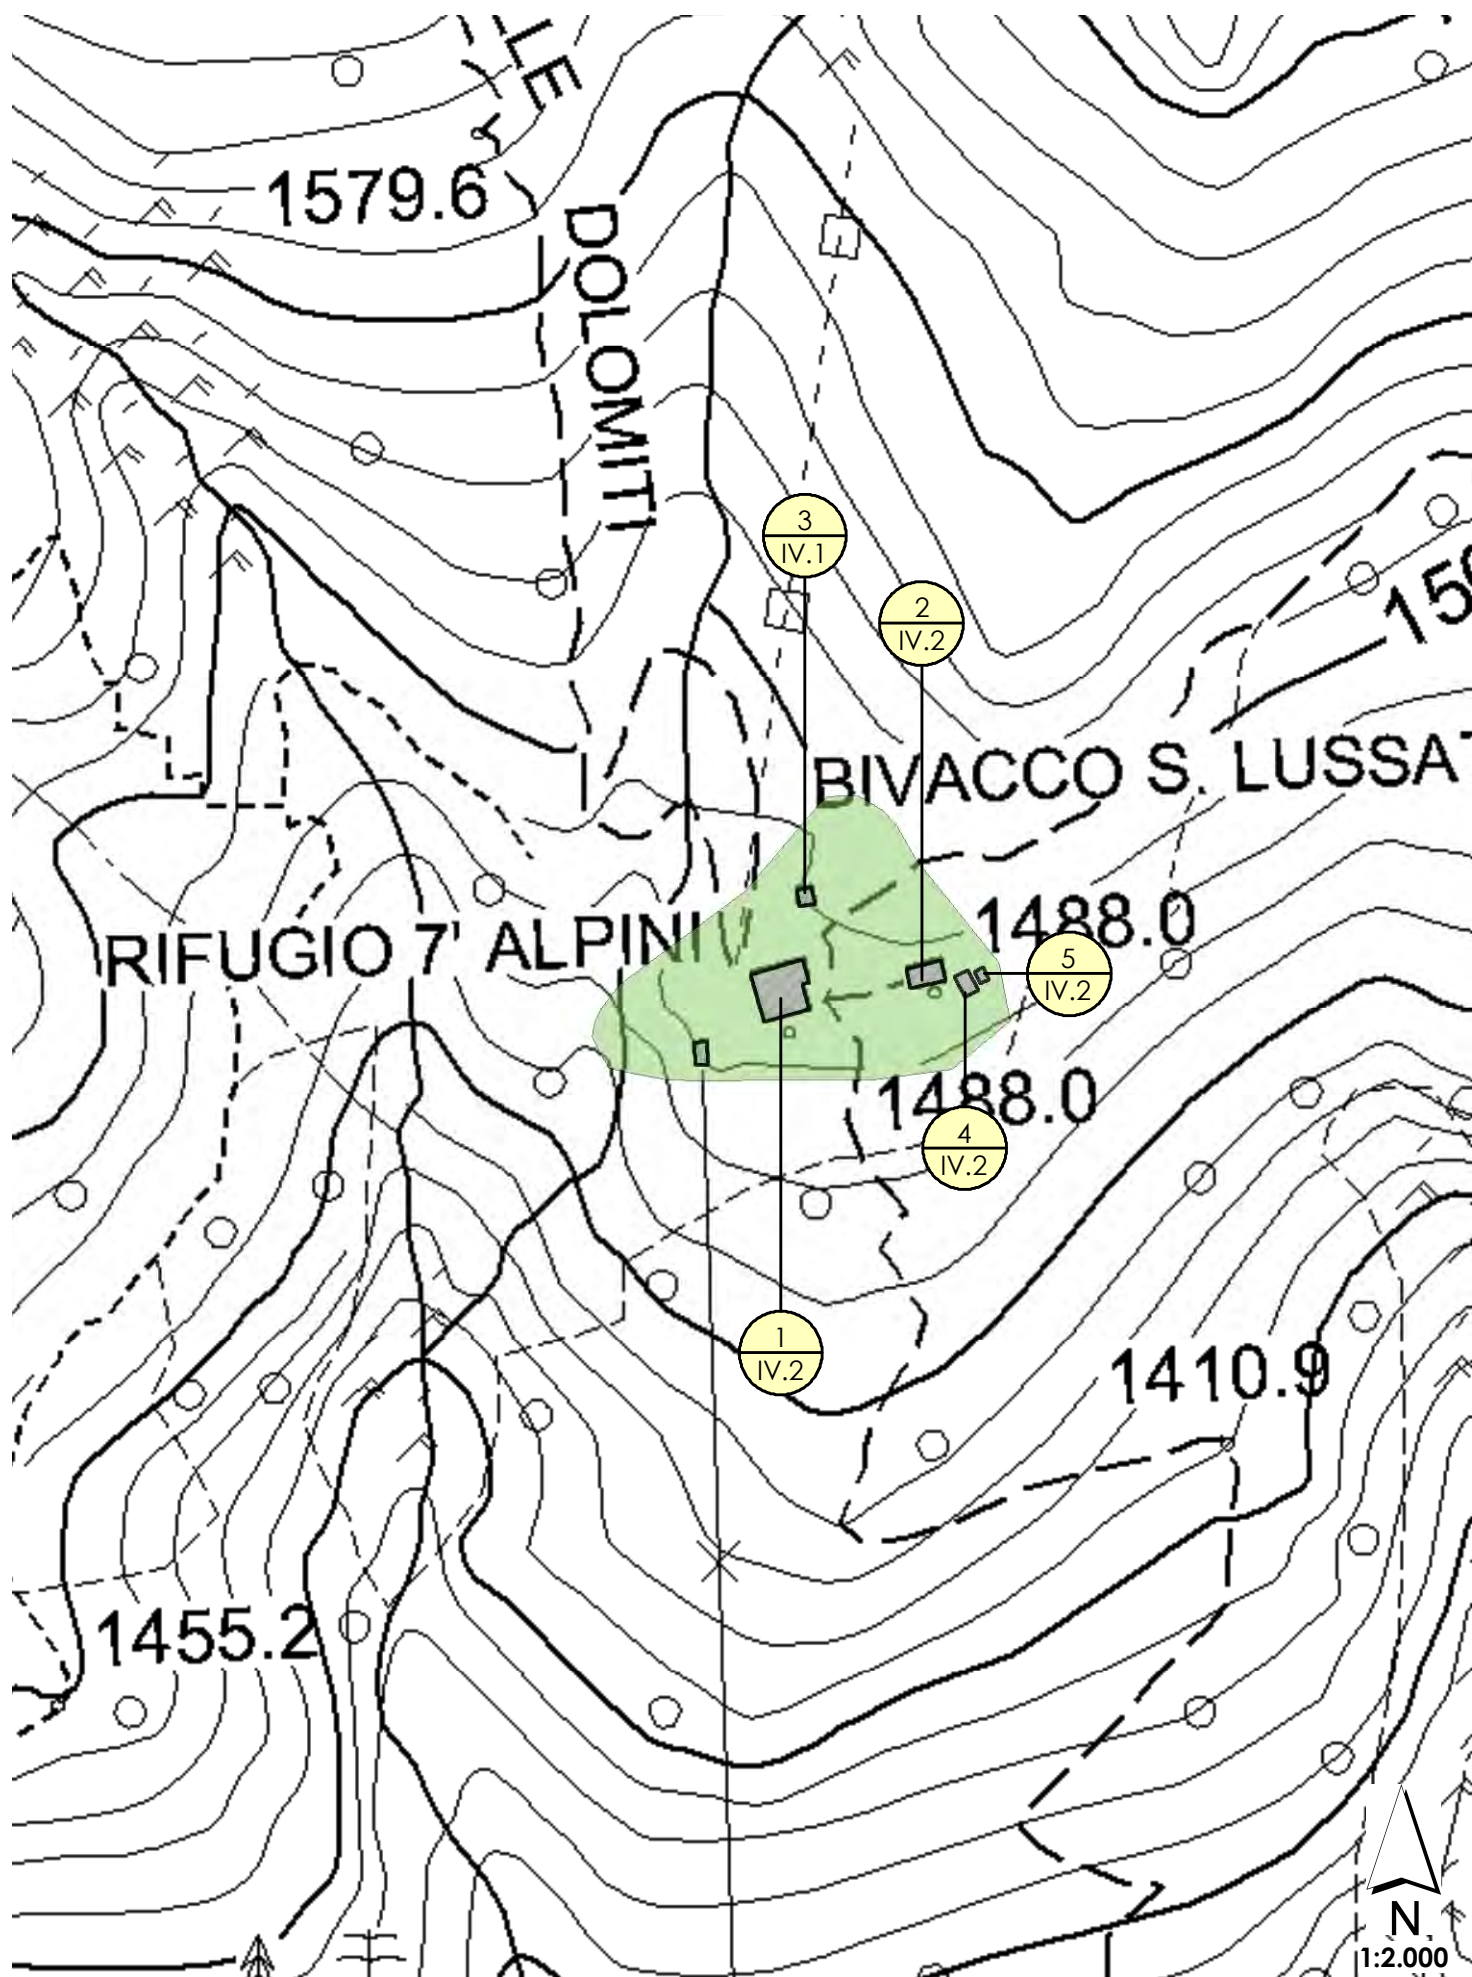 LE
1579.6
DOLOMITI
3
IV.1
2
IV.2
BIVACCO S. LUSSA
RIFUGIO 7' ALPINI
1488.0
5
IV.2
1488.0
4
IV.2
1
IV.2
1410.9
1455.2
N
1:2.000